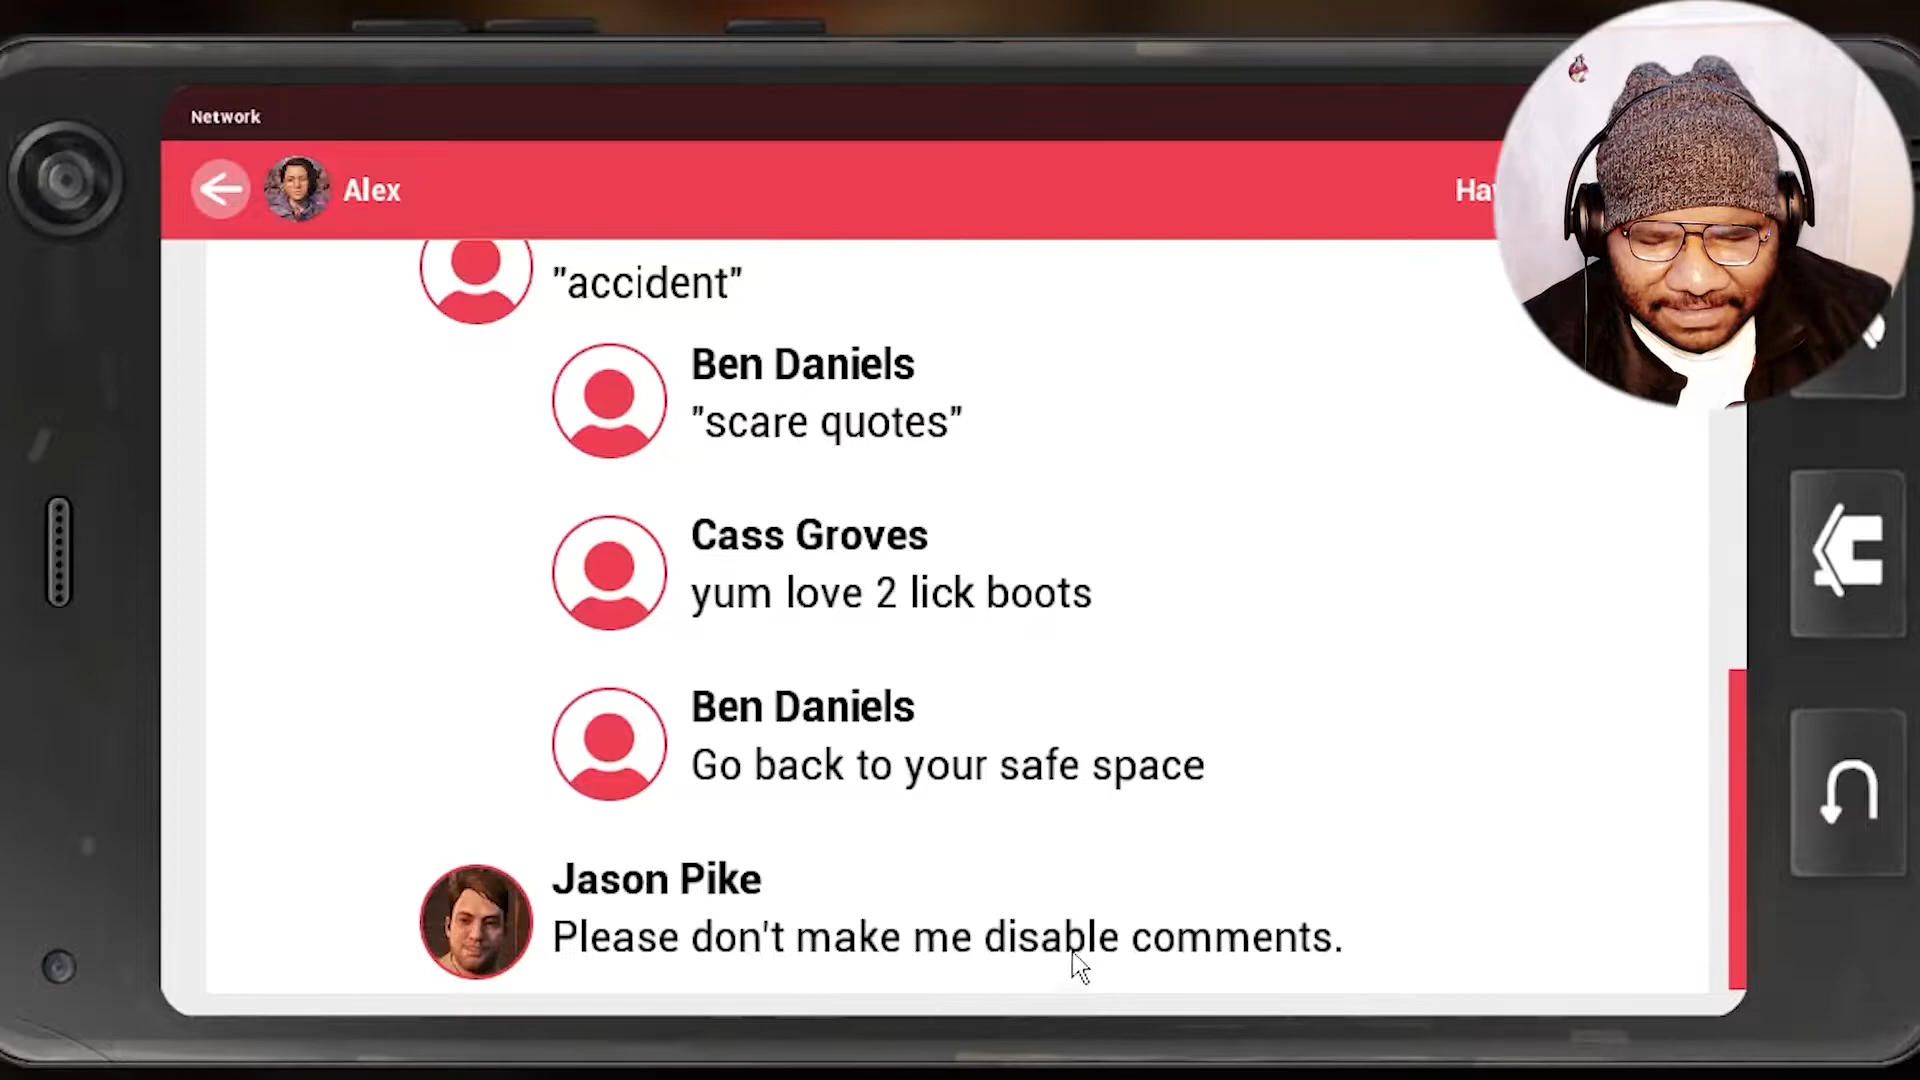 Network
Alex
"accident"
Ben Daniels
"scare quotes"
Cass Groves
yum love 2 lick boots
Ben Daniels
Go back to your safe space
Jason Pike
Please don't make me disable comments.